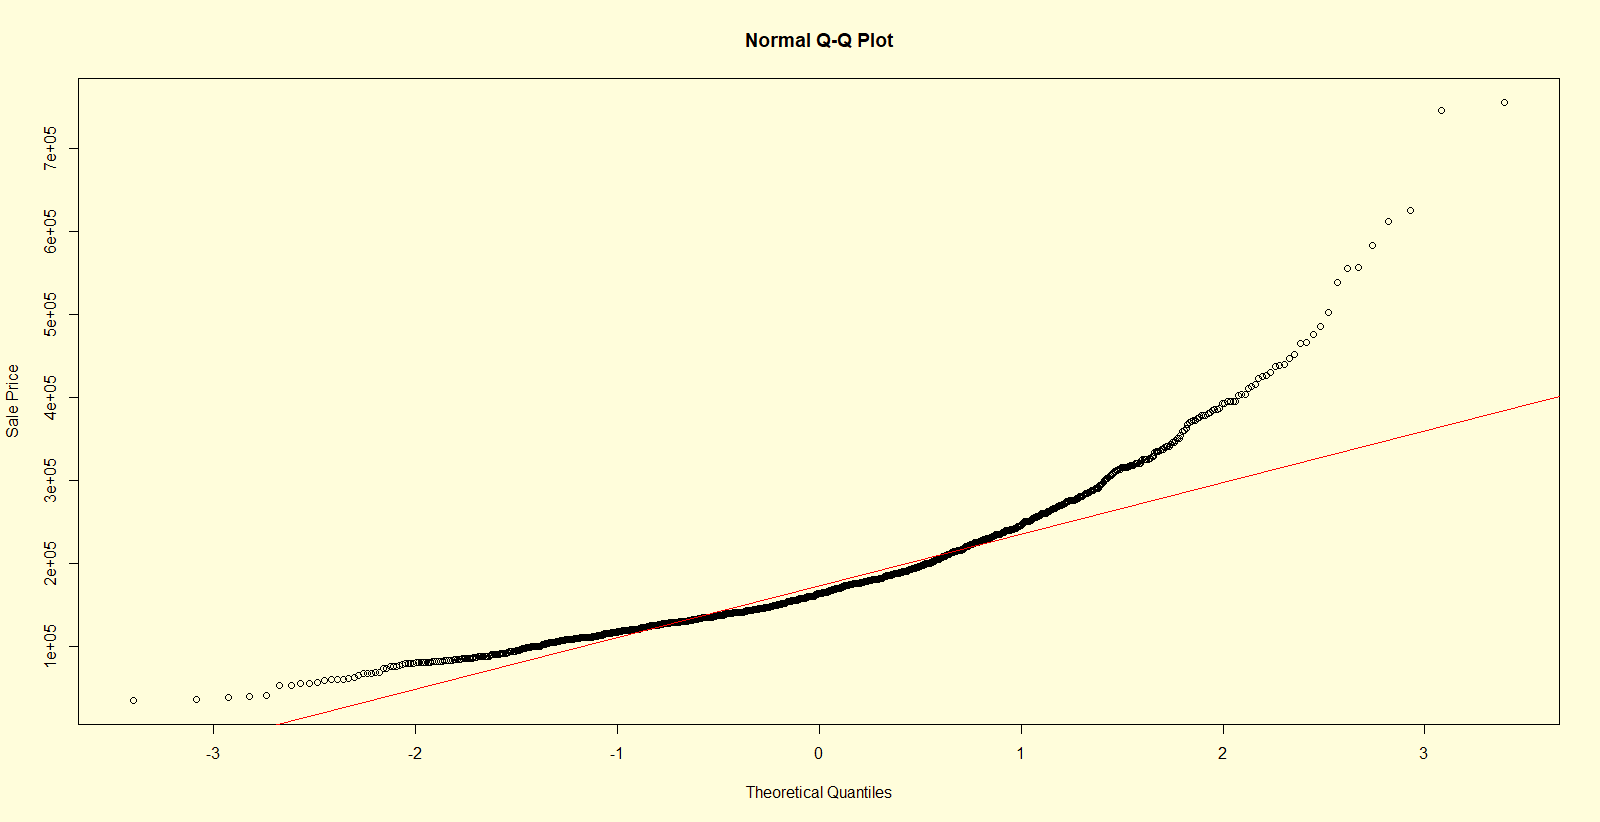 Normal Q-Q Plot
Sale Price
7e+05
6e+05
5e+05
4e+05
3e+05
2e+05
1e+05
-3 -2 -1 0 1 2 3
Theoretical Quantiles